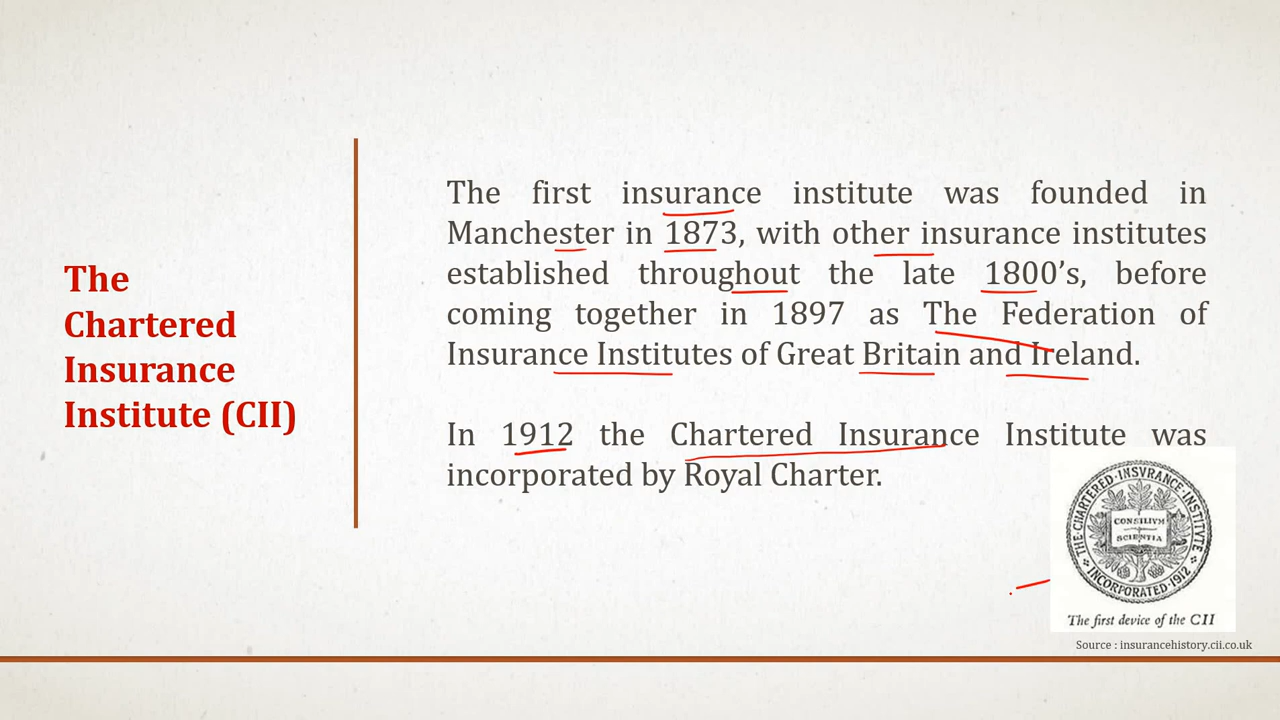 The
Chartered
Insurance
Institute (CII)
The first insurance institute was founded in
Manchester in 1873, with other insurance institutes
established throughout the late 1800’s, before
coming together in 1897 as The Federation of
Insurance Institutes of Great Britain and Ireland.
In 1912 the Chartered Insurance Institute was
incorporated by Royal Charter.
THE·CHARTERED·INSVRANCE·INSTITVTE
CONSILIVM
SCIENTIA
INCORPORATED·1912
The first device of the CII
Source : insurancehistory.cii.co.uk